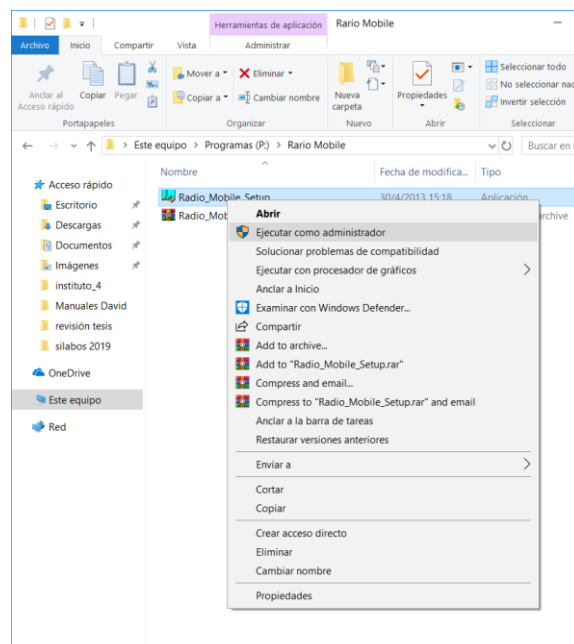 Herramientas de aplicación Rario Mobile
Archivo Inicio Compartir Vista Administrar
Anclar al Acceso rápido
Copiar
Pegar
Mover a
Copiar a
Eliminar
Cambiar nombre
Nueva carpeta
Propiedades
Seleccionar todo
No seleccionar nad
Invertir selección
Portapapeles Organizar Nuevo Abrir Seleccionar
Este equipo > Programas (P:) > Rario Mobile
Buscar en
Nombre Fecha de modifica... Tipo
Acceso rápido
Escritorio
Descargas
Documentos
Imágenes
instituto_4
Manuales David
revisión tesis
silabos 2019
OneDrive
Este equipo
Red
Radio_Mobile_Setup 30/4/2013 15:18 Aplicación
Radio_Mob
archive
Abrir
Ejecutar como administrador
Solucionar problemas de compatibilidad
Ejecutar con procesador de gráficos
Anclar a Inicio
Examinar con Windows Defender...
Compartir
Add to archive...
Add to "Radio_Mobile_Setup.rar"
Compress and email...
Compress to "Radio_Mobile_Setup.rar" and email
Anclar a la barra de tareas
Restaurar versiones anteriores
Enviar a
Cortar
Copiar
Crear acceso directo
Eliminar
Cambiar nombre
Propiedades